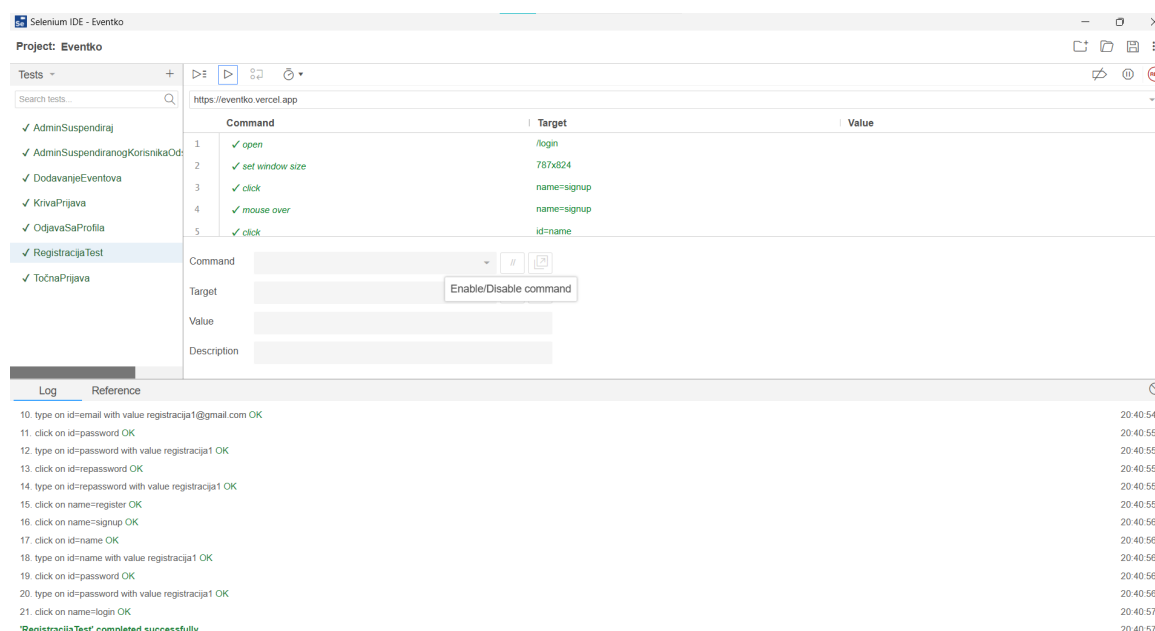 Selenium IDE - Eventko
Project: Eventko
Tests
Search tests...
https://eventko.vercel.app
Command Target Value
✓ AdminSuspendiraj
✓ AdminSuspendiranogKorisnikaOd
✓ DodavanjeEventova
✓ KrivaPrijava
✓ OdjavaSaProfila
✓ RegistracijaTest
✓ TočnaPrijava
1 ✓ open /login
2 ✓ set window size 787x824
3 ✓ click name=signup
4 ✓ mouse over name=signup
5 ✓ click id=name
Command //
Enable/Disable command
Target
Value
Description
Log Reference
10. type on id=email with value registracija1@gmail.com OK 20:40:54
11. click on id=password OK 20:40:55
12. type on id=password with value registracija1 OK 20:40:55
13. click on id=repassword OK 20:40:55
14. type on id=repassword with value registracija1 OK 20:40:55
15. click on name=register OK 20:40:55
16. click on name=signup OK 20:40:56
17. click on id=name OK 20:40:56
18. type on id=name with value registracija1 OK 20:40:56
19. click on id=password OK 20:40:56
20. type on id=password with value registracija1 OK 20:40:56
21. click on name=login OK 20:40:57
'RegistracijaTest' completed successfully 20:40:57